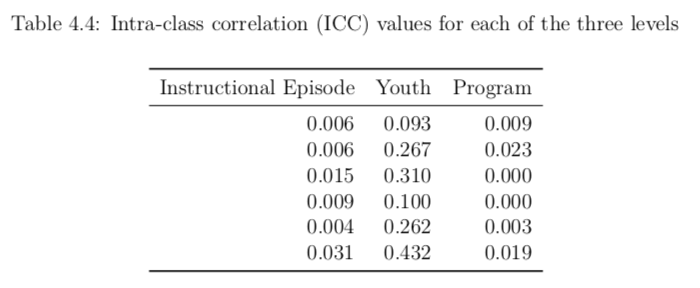 Table 4.4: Intra-class correlation (ICC) values for each of the three levels
Instructional Episode Youth Program
0.006 0.093 0.009
0.006 0.267 0.023
0.015 0.310 0.000
0.009 0.100 0.000
0.004 0.262 0.003
0.031 0.432 0.019